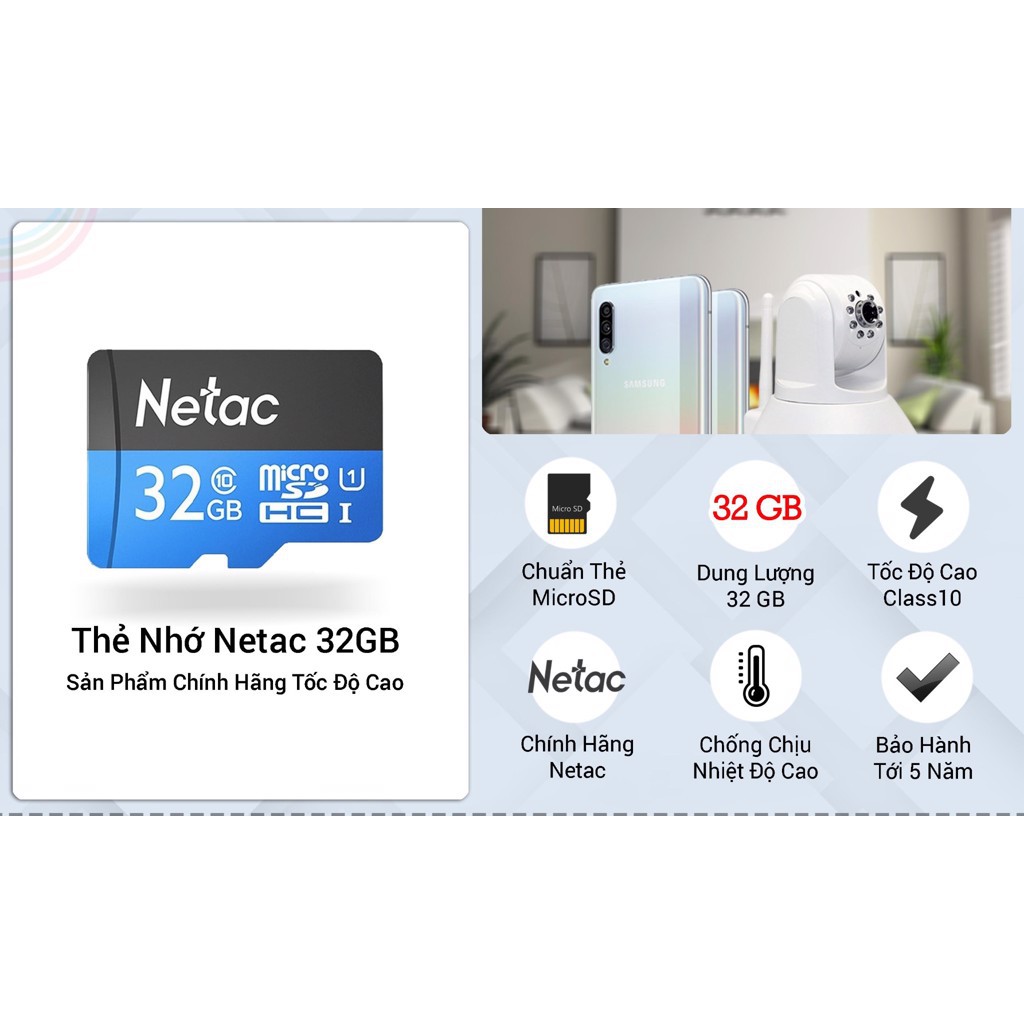 Netac
32GB
10
micro
SD
HC I
U1
Thẻ Nhớ Netac 32GB
Sản Phẩm Chính Hãng Tốc Độ Cao
SAMSUNG
Micro SD
Chuẩn Thẻ
MicroSD
32 GB
Dung Lượng
32 GB
Tốc Độ Cao
Class10
Netac
Chính Hãng
Netac
Chống Chịu
Nhiệt Độ Cao
Bảo Hành
Tới 5 Năm